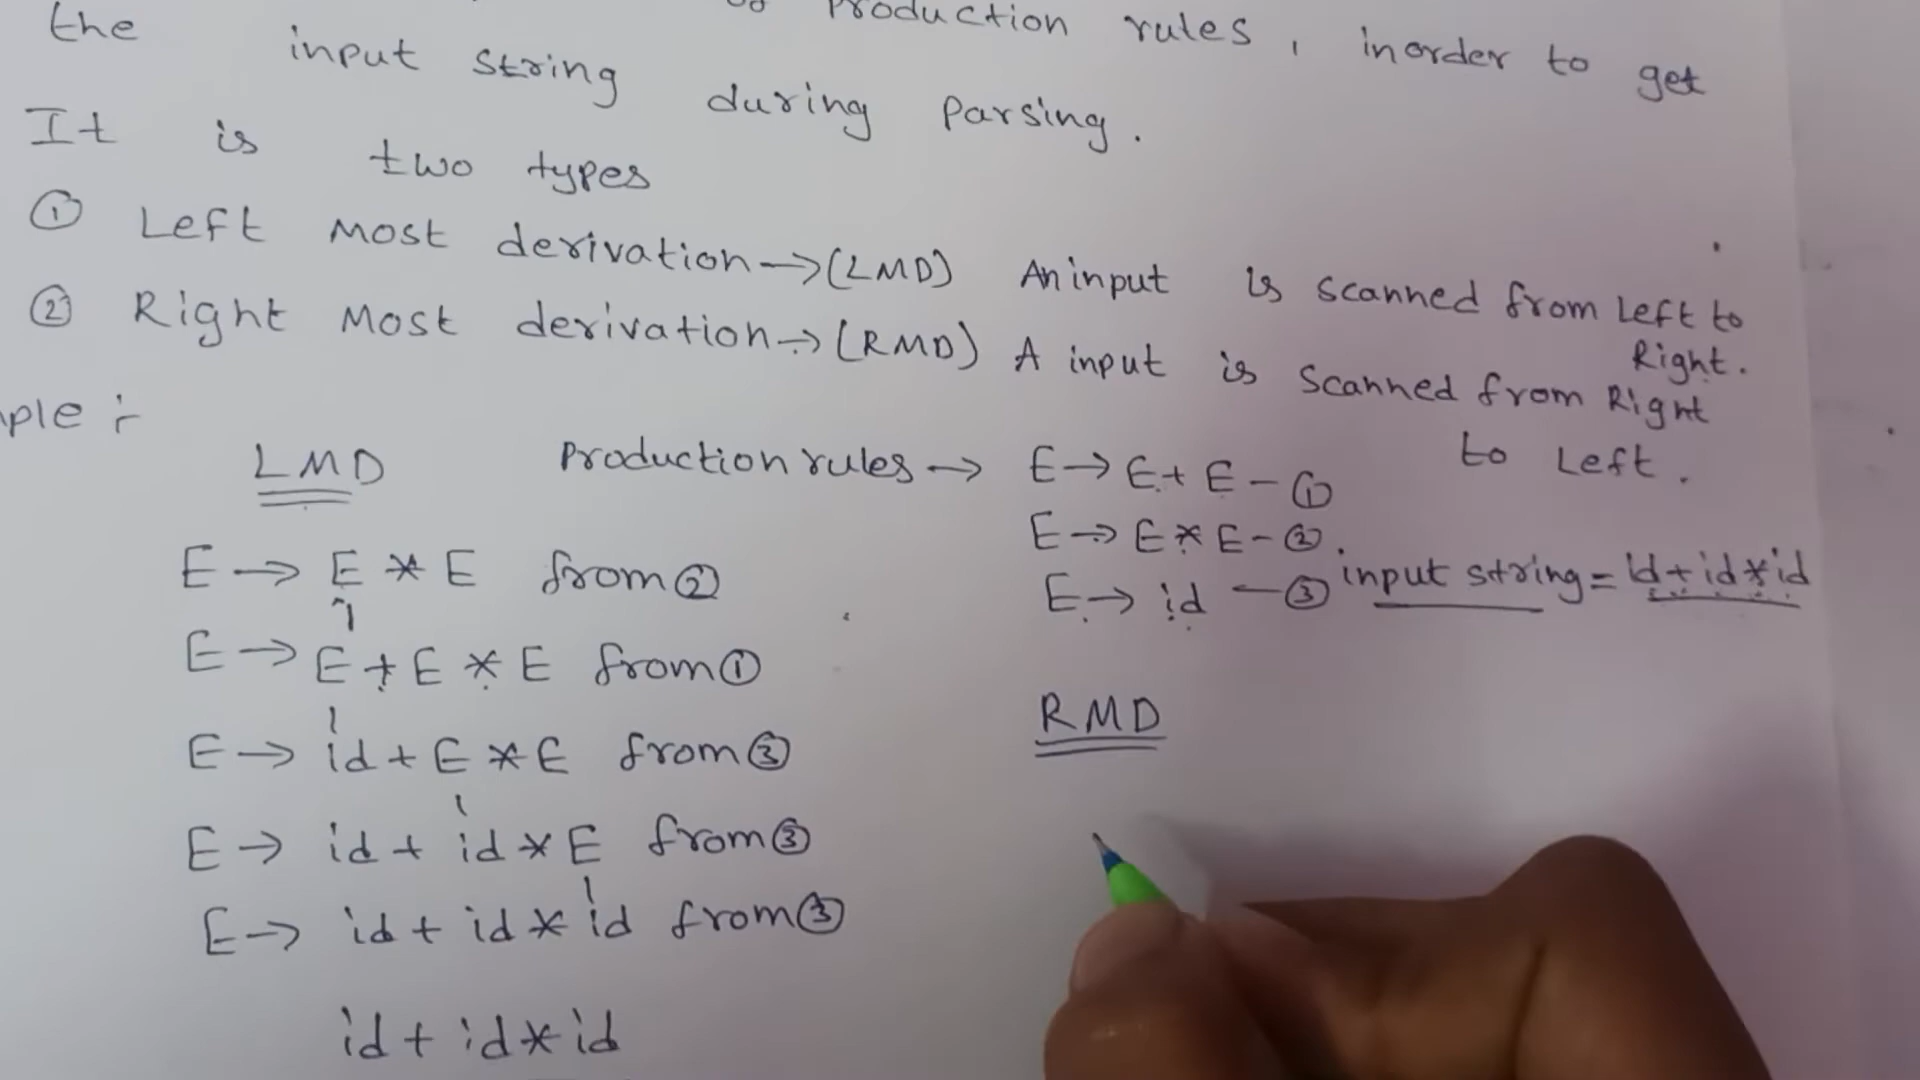 Production rules, inorder to get
the input string during parsing.
It is two types
① Left Most derivation → (LMD) An input is scanned from Left to Right.
② Right Most derivation → (RMD) A input is scanned from Right to Left.
ple :-
LMD
Production rules → E → E + E - ①
E → E * E - ②.
E → id - ③
input string = id + id * id
E → E * E from ②
E → E + E * E from ①
E → id + E * E from ③
E → id + id * E from ③
E → id + id * id from ③
id + id * id
RMD